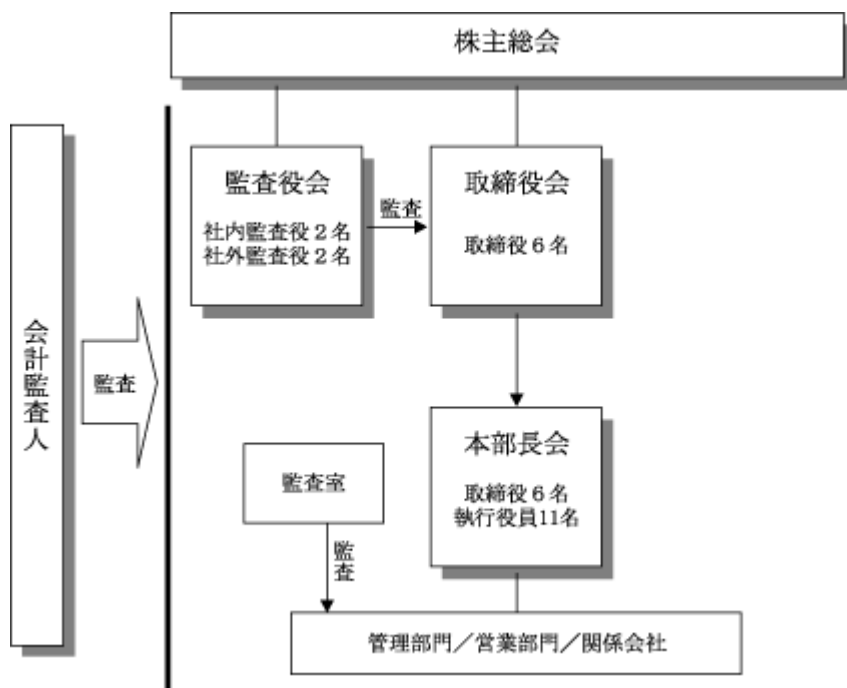 株主総会
監査役会
社内監査役２名
社外監査役２名
監査
取締役会
取締役６名
会計監査人
監査
本部長会
取締役６名
執行役員11名
監査室
監査
管理部門／営業部門／関係会社